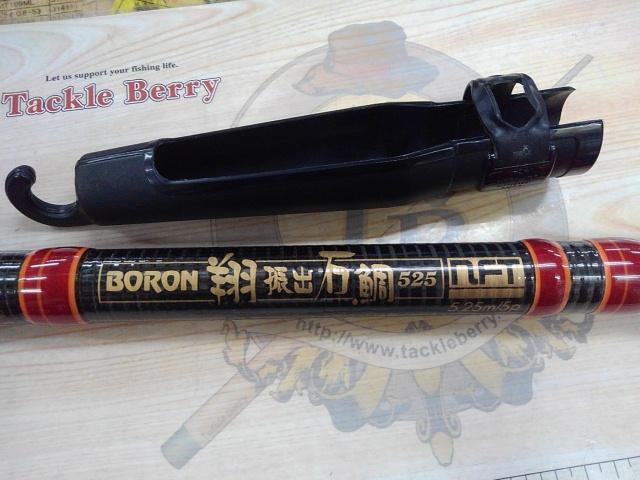 Let us support your fishing life.
Tackle Berry
BORON 翔 振出 石鯛 525
5.25m/5p
http://www.tackleberry